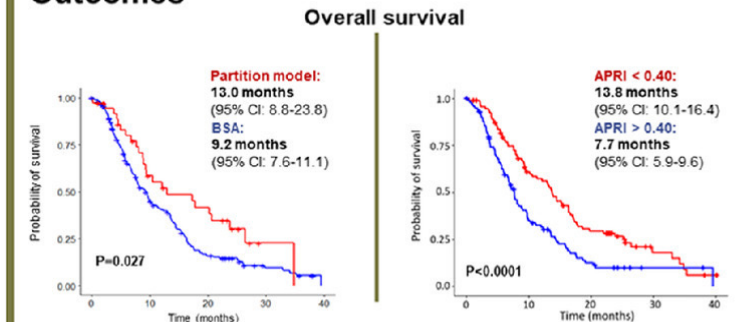 Outcomes
Overall survival
Partition model:
13.0 months
(95% CI: 8.8-23.8)
BSA:
9.2 months
(95% CI: 7.6-11.1)
1.00
0.75
0.50
0.25
0.00
Probability of survival
P=0.027
0 10 20 30 40
Time (months)
APRI < 0.40:
13.8 months
(95% CI: 10.1-16.4)
APRI > 0.40:
7.7 months
(95% CI: 5.9-9.6)
1.0
0.75
0.5
0.25
0.0
Probability of survival
P<0.0001
0 10 20 30 40
Time (months)